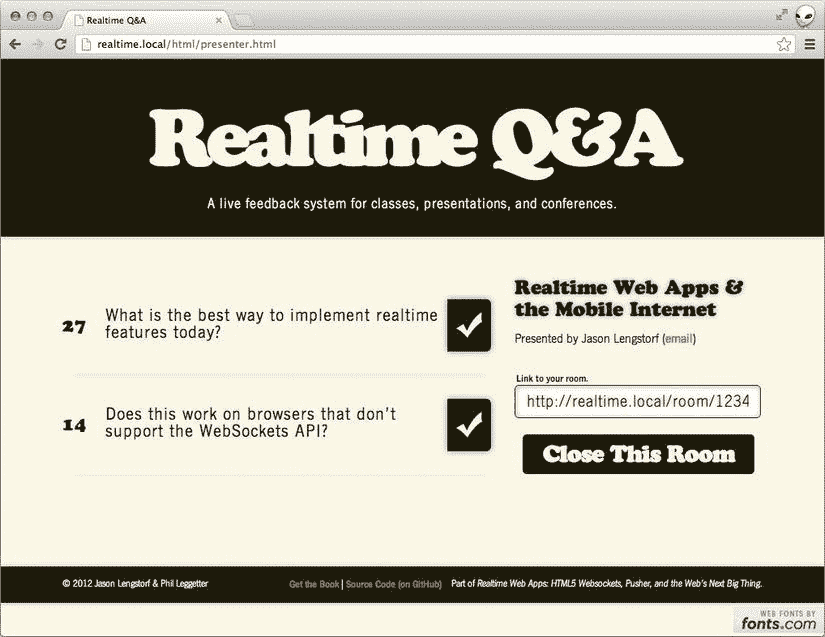 Realtime Q&A
realtime.local/html/presenter.html
Realtime Q&A
A live feedback system for classes, presentations, and conferences.
27
What is the best way to implement realtime
features today?
14
Does this work on browsers that don't
support the WebSockets API?
Realtime Web Apps &
the Mobile Internet
Presented by Jason Lengstorf (email)
Link to your room.
http://realtime.local/room/1234
Close This Room
© 2012 Jason Lengstorf & Phil Leggetter
Get the Book | Source Code (on GitHub)
Part of Realtime Web Apps: HTML5 Websockets, Pusher, and the Web's Next Big Thing.
WEB FONTS BY
fonts.com